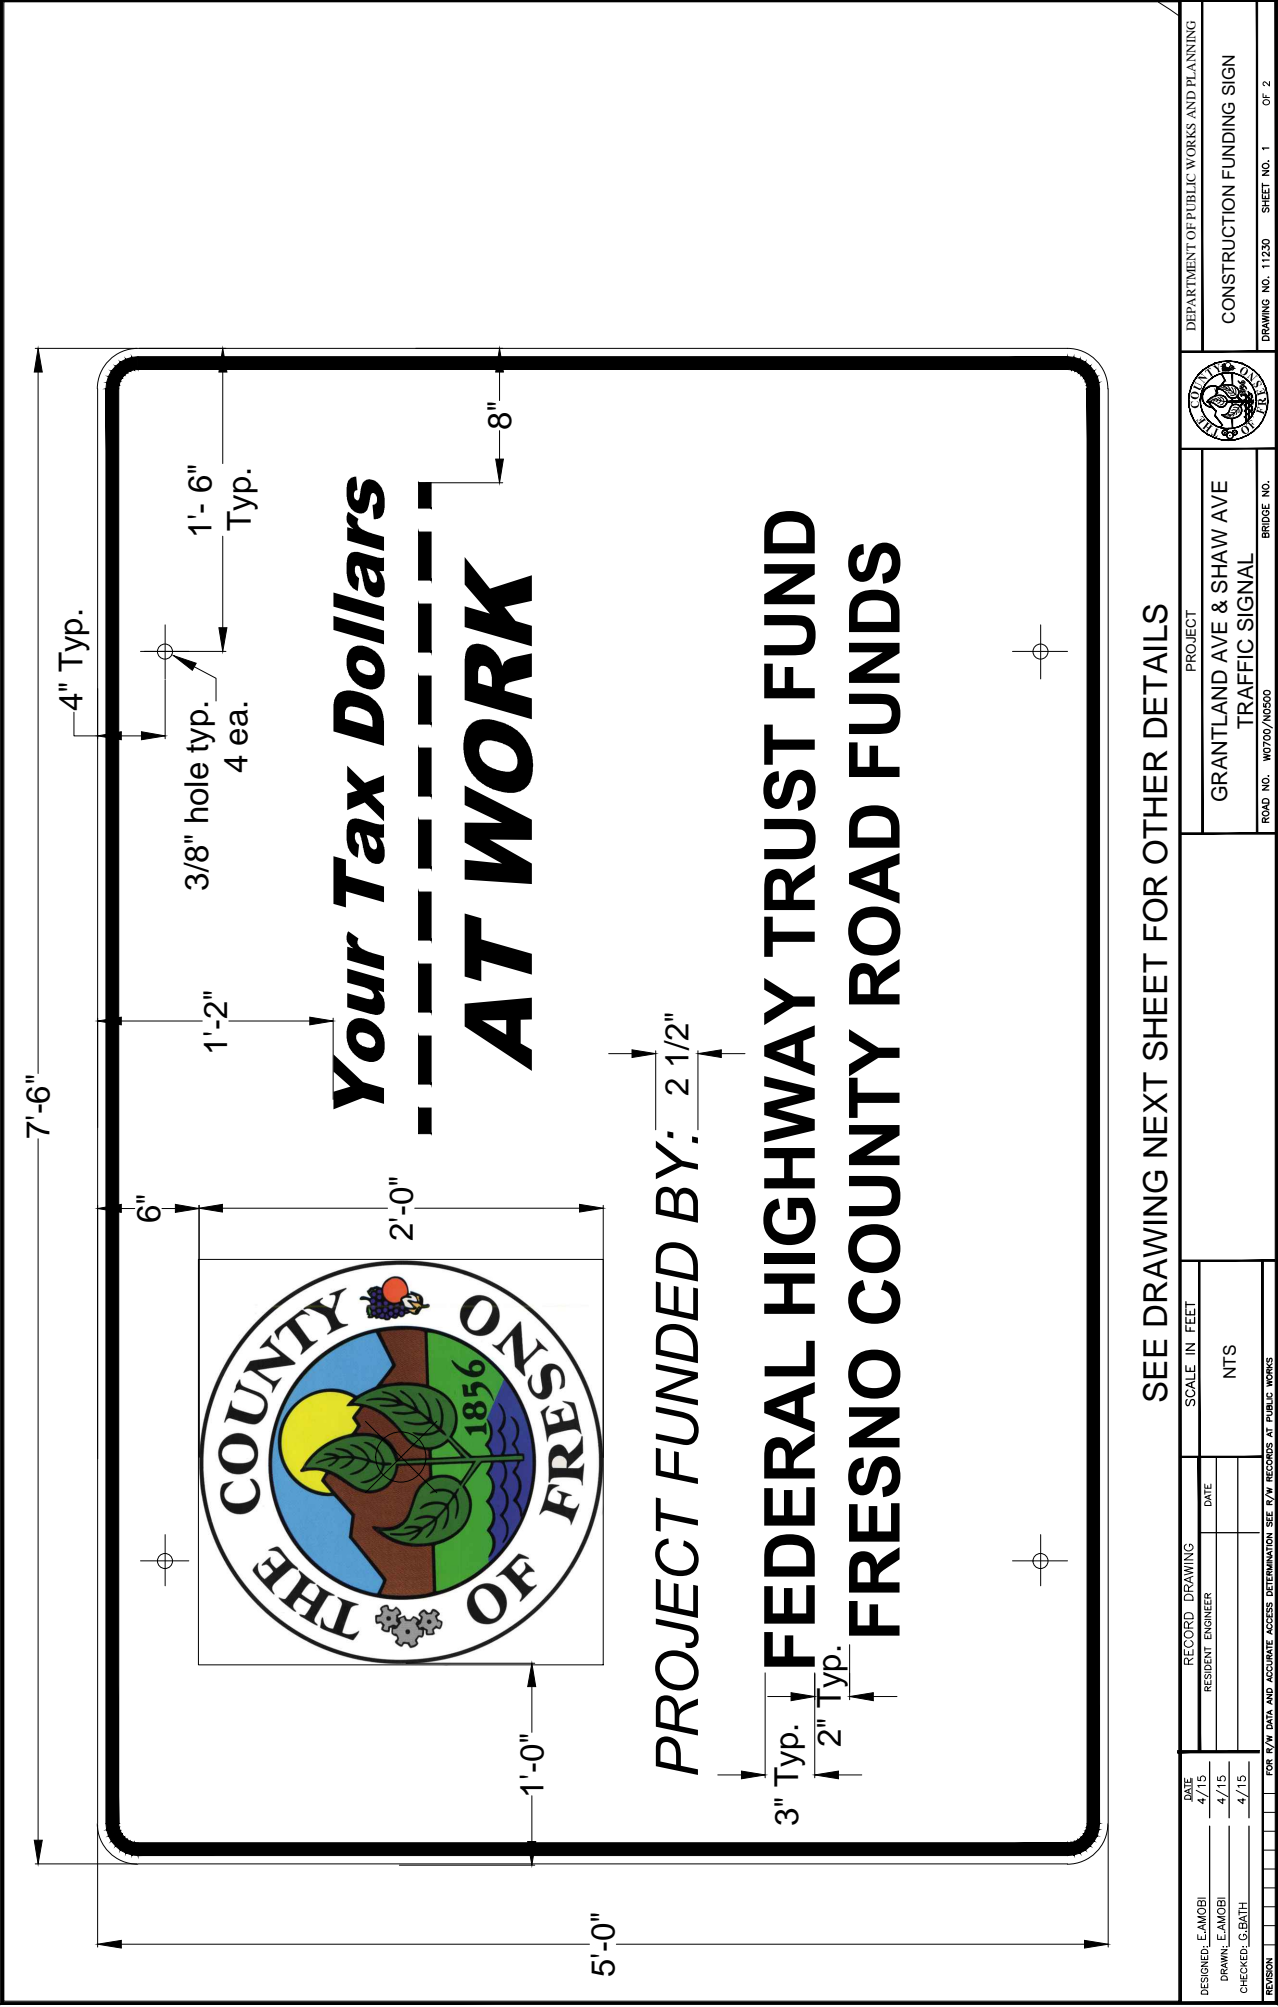 7'-6"
4" Typ.
6"
1'-2"
1'- 6"
Typ.
3/8" hole typ.
4 ea.
5'-0"
2'-0"
8"
1'-0"
THE COUNTY
OF FRESNO
1856
Your Tax Dollars
AT WORK
PROJECT FUNDED BY:
2 1/2"
3" Typ.
2" Typ.
FEDERAL HIGHWAY TRUST FUND
FRESNO COUNTY ROAD FUNDS
SEE DRAWING NEXT SHEET FOR OTHER DETAILS
DATE
DESIGNED: E.AMOBI 4/15
DRAWN: E.AMOBI 4/15
CHECKED: G.BATH 4/15
REVISION
RECORD DRAWING
RESIDENT ENGINEER DATE
SCALE IN FEET
NTS
FOR R/W DATA AND ACCURATE ACCESS DETERMINATION SEE R/W RECORDS AT PUBLIC WORKS
PROJECT
GRANTLAND AVE & SHAW AVE
TRAFFIC SIGNAL
ROAD NO. W0700/N0500 BRIDGE NO.
THE COUNTY
OF FRESNO
DEPARTMENT OF PUBLIC WORKS AND PLANNING
CONSTRUCTION FUNDING SIGN
DRAWING NO. 11230 SHEET NO. 1 OF 2